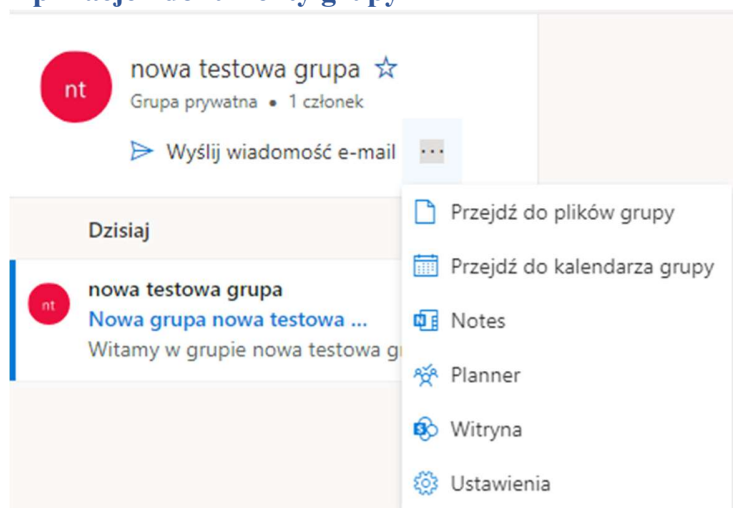 nt
nowa testowa grupa
Grupa prywatna • 1 członek
Wyślij wiadomość e-mail ...
Przejdź do plików grupy
Dzisiaj
Przejdź do kalendarza grupy
nt
nowa testowa grupa
Nowa grupa nowa testowa ...
Witamy w grupie nowa testowa
Notes
Planner
Witryna
Ustawienia